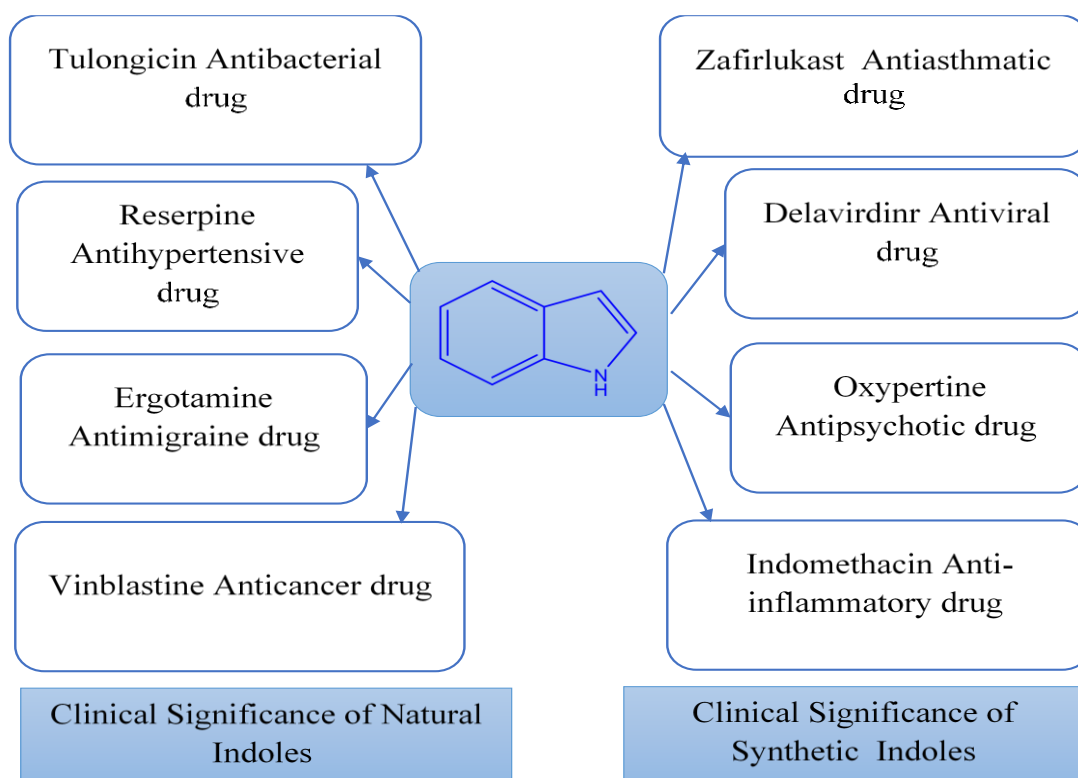 Tulongicin Antibacterial
drug
Reserpine
Antihypertensive
drug
Ergotamine
Antimigraine drug
Vinblastine Anticancer drug
Clinical Significance of Natural
Indoles
N
H
Zafirlukast Antiasthmatic
drug
Delavirdinr Antiviral
drug
Oxypertine
Antipsychotic drug
Indomethacin Anti-
inflammatory drug
Clinical Significance of
Synthetic Indoles